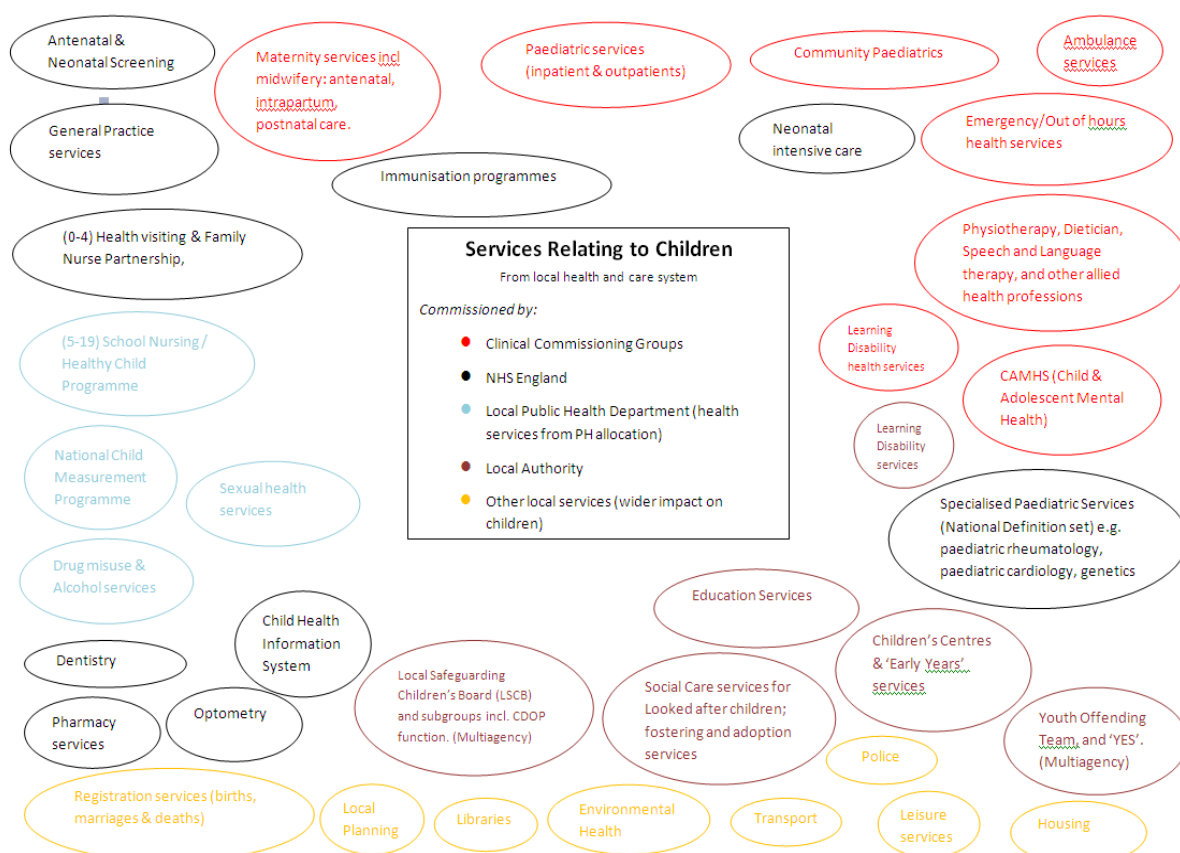 Antenatal &
Neonatal Screening
Maternity services incl
midwifery: antenatal,
intrapartum,
postnatal care.
Paediatric services
(inpatient & outpatients)
Community Paediatrics
Ambulance
services
General Practice
services
Immunisation programmes
Neonatal
intensive care
Emergency/Out of hours
health services
(0-4) Health visiting & Family
Nurse Partnership,
Physiotherapy, Dietician,
Speech and Language
therapy, and other allied
health professions
Services Relating to Children
From local health and care system
Commissioned by:
Clinical Commissioning Groups
NHS England
Local Public Health Department (health
services from PH allocation)
Local Authority
Other local services (wider impact on
children)
(5-19) School Nursing /
Healthy Child
Programme
Learning
Disability
health services
CAMHS (Child &
Adolescent Mental
Health)
Learning
Disability
services
National Child
Measurement
Programme
Sexual health
services
Specialised Paediatric Services
(National Definition set) e.g.
paediatric rheumatology,
paediatric cardiology, genetics
Drug misuse &
Alcohol services
Education Services
Child Health
Information
System
Children's Centres
& 'Early Years'
services
Dentistry
Local Safeguarding
Children's Board (LSCB)
and subgroups incl. CDOP
function. (Multiagency)
Social Care services for
Looked after children;
fostering and adoption
services
Pharmacy
services
Optometry
Youth Offending
Team, and 'YES'.
(Multiagency)
Police
Registration services (births,
marriages & deaths)
Local
Planning
Libraries
Environmental
Health
Transport
Leisure
services
Housing